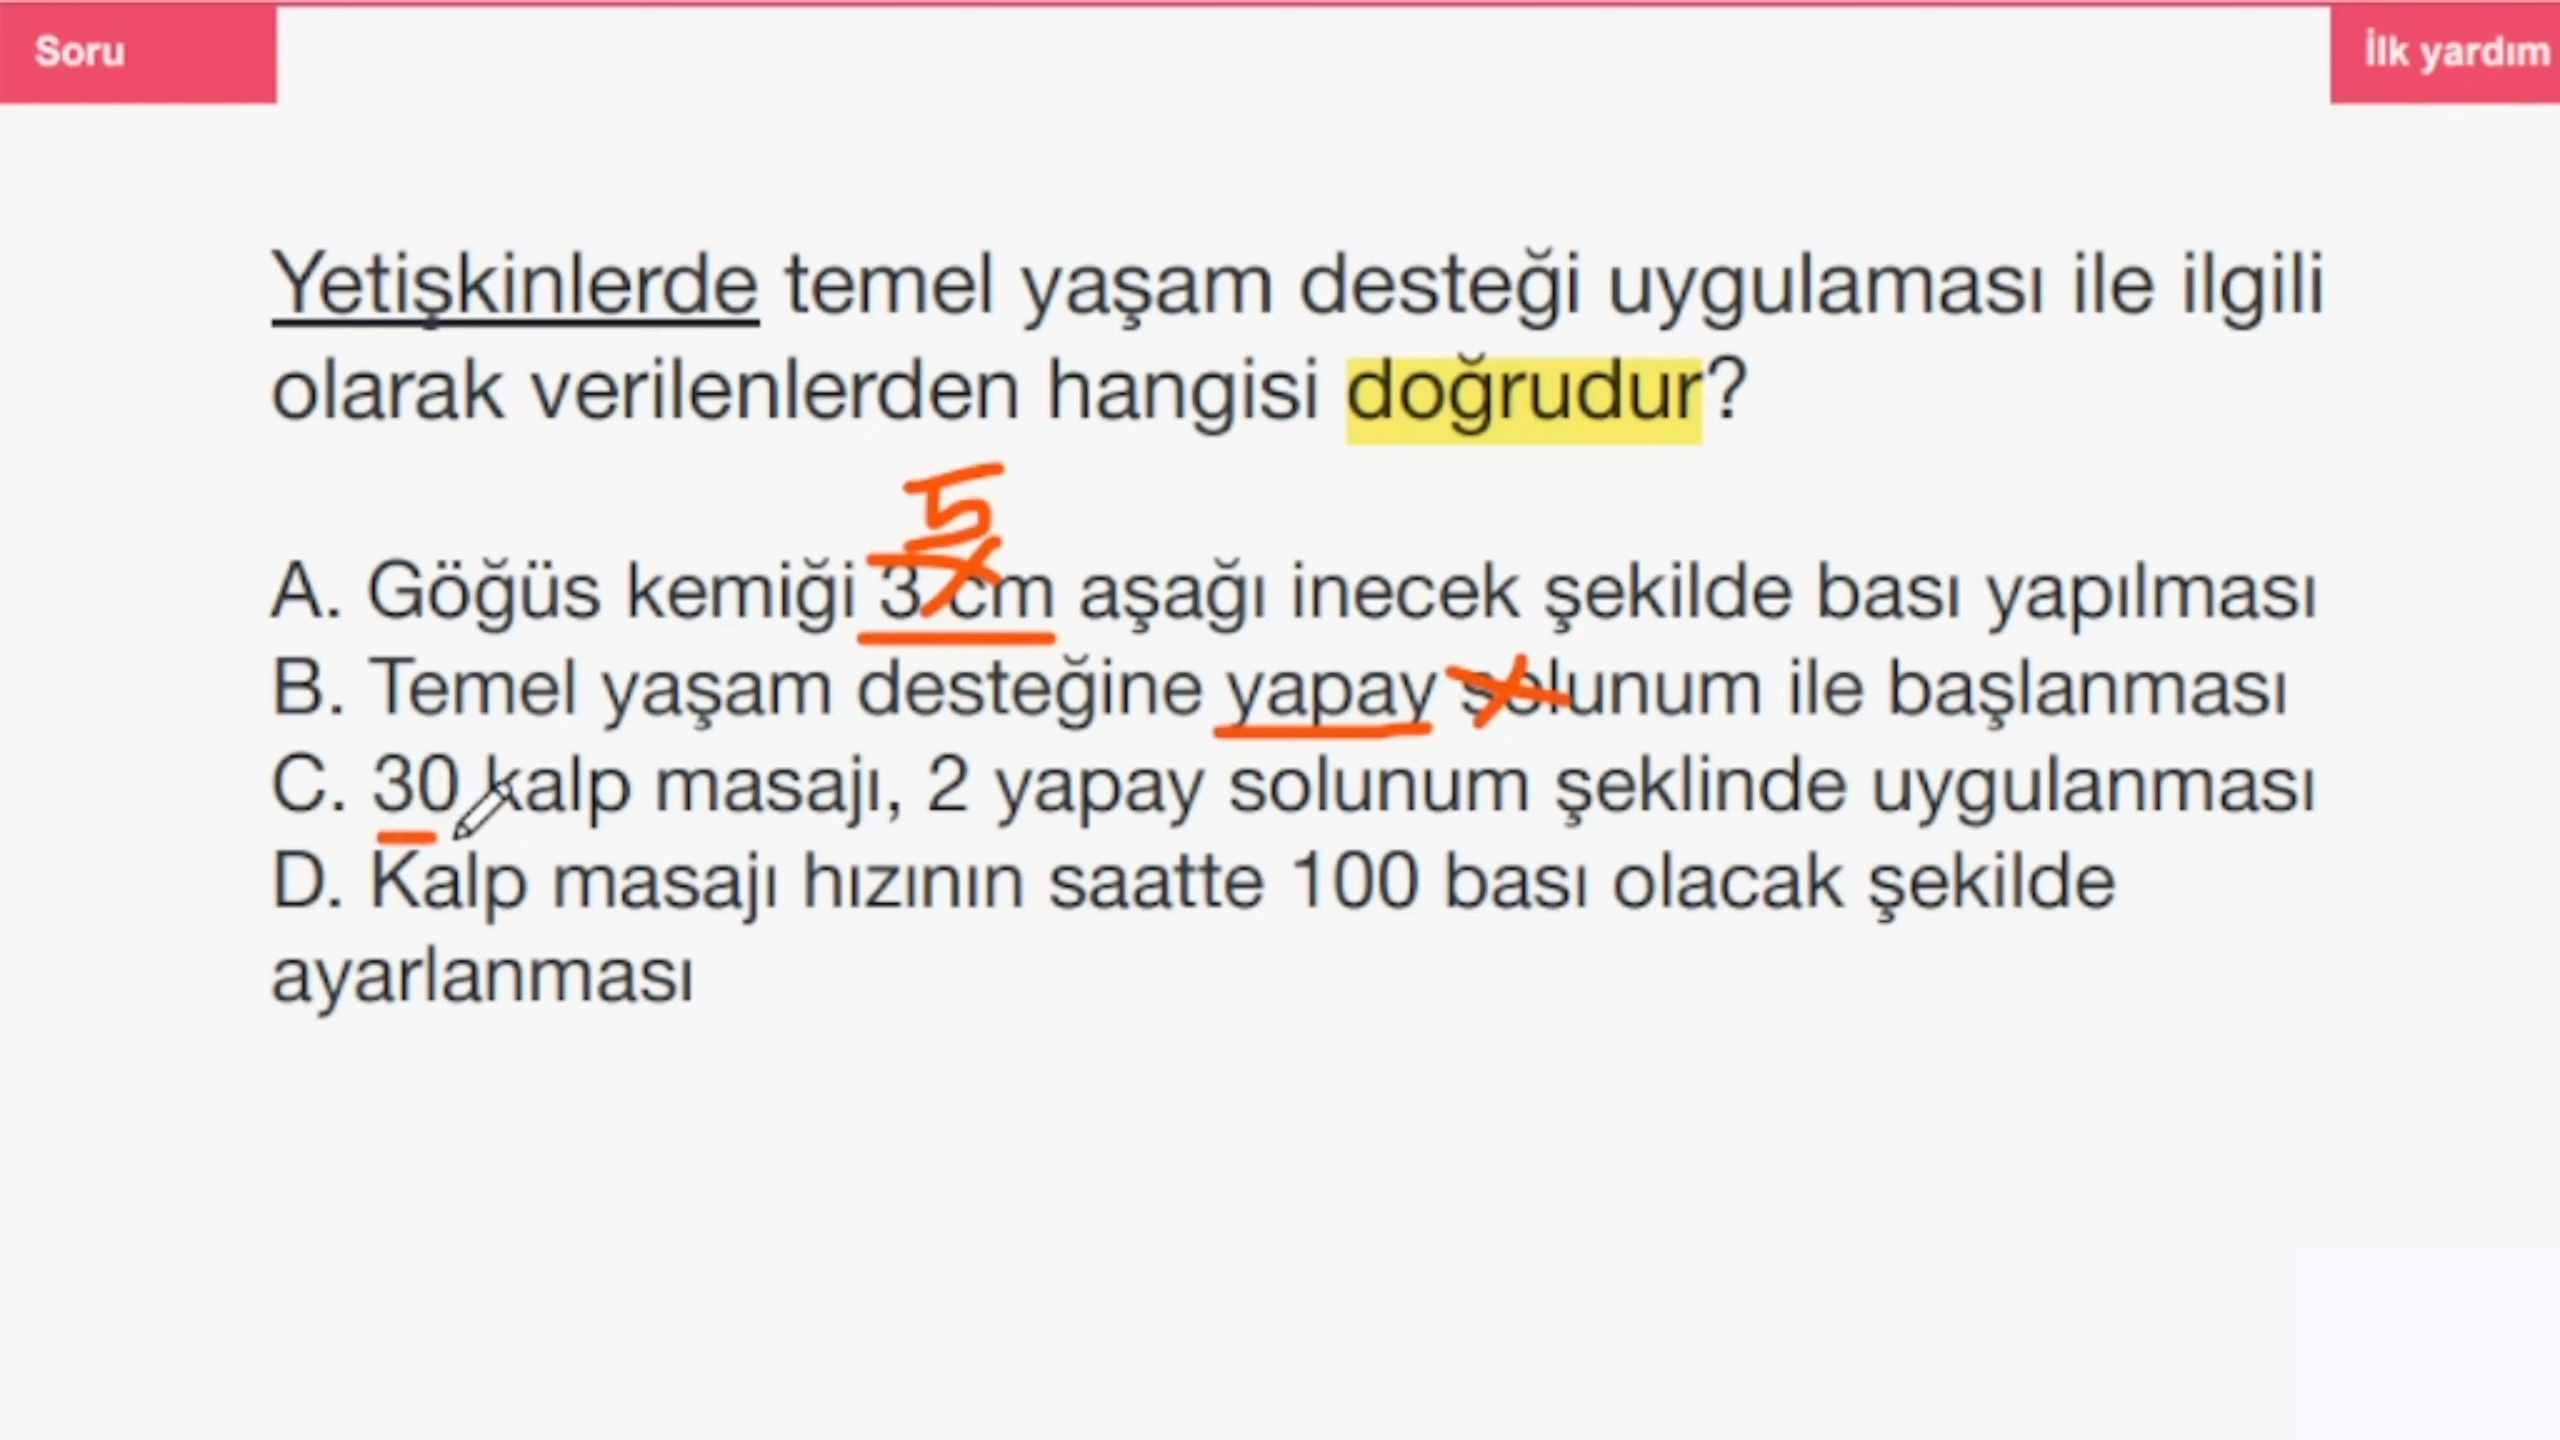 Soru
İlk yardım
Yetişkinlerde temel yaşam desteği uygulaması ile ilgili
olarak verilenlerden hangisi doğrudur?
5
A. Göğüs kemiği 3 cm aşağı inecek şekilde bası yapılması
B. Temel yaşam desteğine yapay solunum ile başlanması
C. 30 kalp masajı, 2 yapay solunum şeklinde uygulanması
D. Kalp masajı hızının saatte 100 bası olacak şekilde
ayarlanması